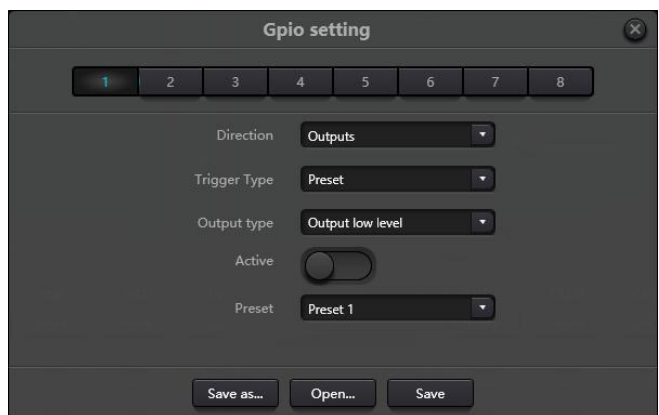 Gpio setting
1 2 3 4 5 6 7 8
Direction Outputs
Trigger Type Preset
Output type Output low level
Active
Preset Preset 1
Save as... Open... Save